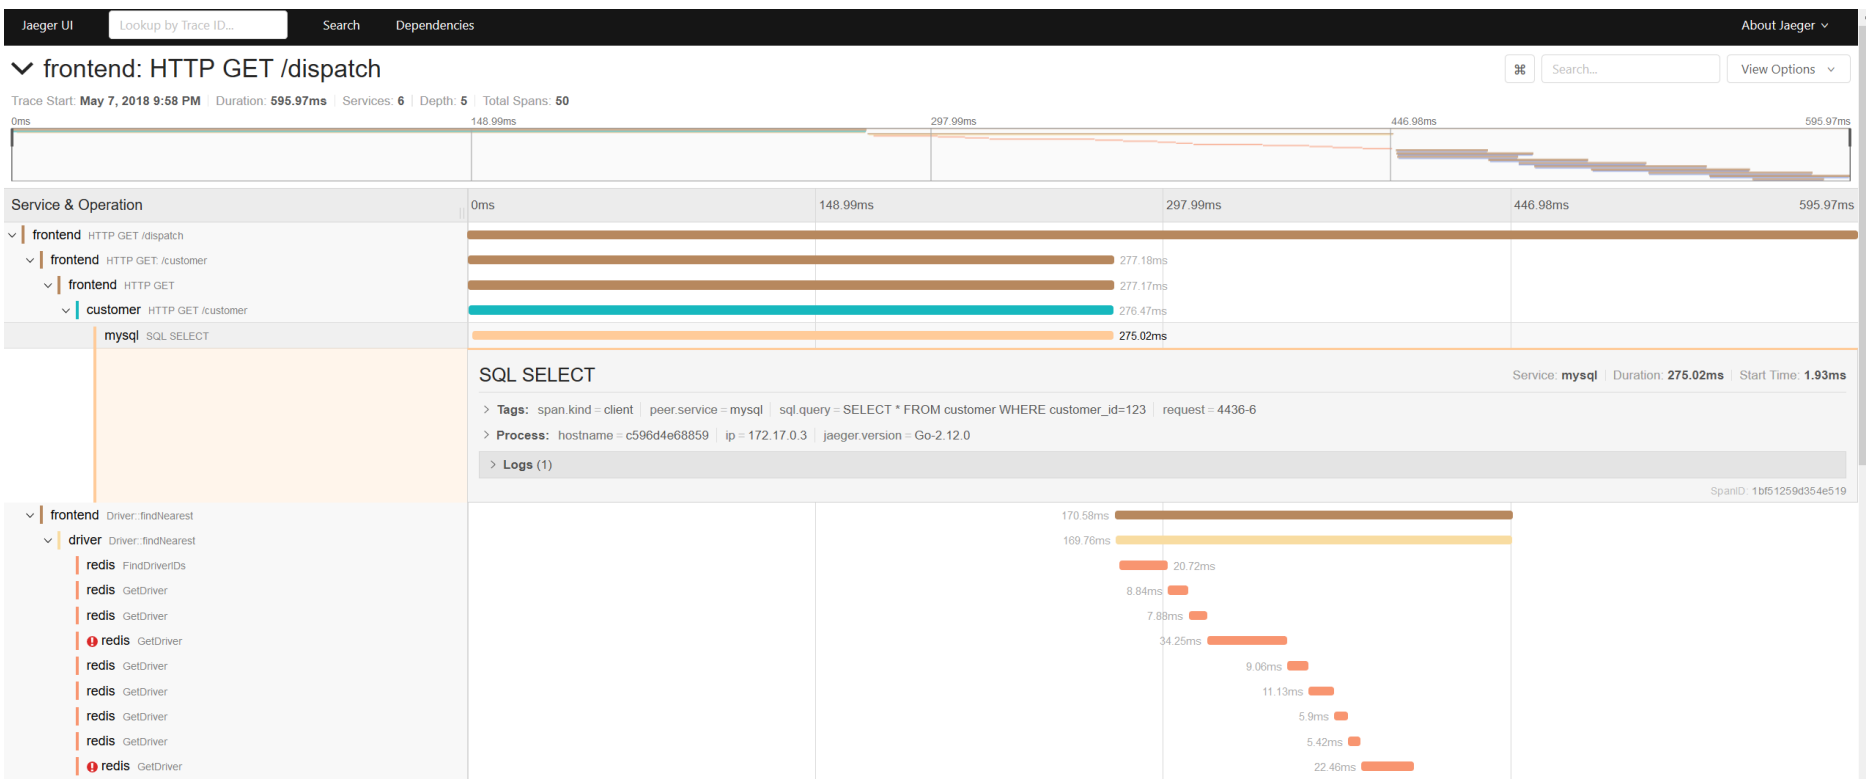 Jaeger UI Lookup by Trace ID... Search Dependencies About Jaeger
frontend: HTTP GET /dispatch ⌘ Search... View Options
Trace Start: May 7, 2018 9:58 PM Duration: 595.97ms Services: 6 Depth: 5 Total Spans: 50
0ms 148.99ms 297.99ms 446.98ms 595.97ms
Service & Operation 0ms 148.99ms 297.99ms 446.98ms 595.97ms
frontend HTTP GET /dispatch
frontend HTTP GET: /customer 277.18ms
frontend HTTP GET 277.17ms
customer HTTP GET /customer 276.47ms
mysql SQL SELECT 275.02ms
SQL SELECT Service: mysql Duration: 275.02ms Start Time: 1.93ms
Tags: span.kind = client peer.service = mysql sql.query = SELECT * FROM customer WHERE customer_id=123 request = 4436-6
Process: hostname = c596d4e68859 ip = 172.17.0.3 jaeger.version = Go-2.12.0
Logs (1)
SpanID: 1bf51259d354e519
frontend Driver::findNearest 170.58ms
driver Driver::findNearest 169.76ms
redis FindDriverIDs 20.72ms
redis GetDriver 8.84ms
redis GetDriver 7.88ms
redis GetDriver 34.25ms
redis GetDriver 9.06ms
redis GetDriver 11.13ms
redis GetDriver 5.9ms
redis GetDriver 5.42ms
redis GetDriver 22.46ms